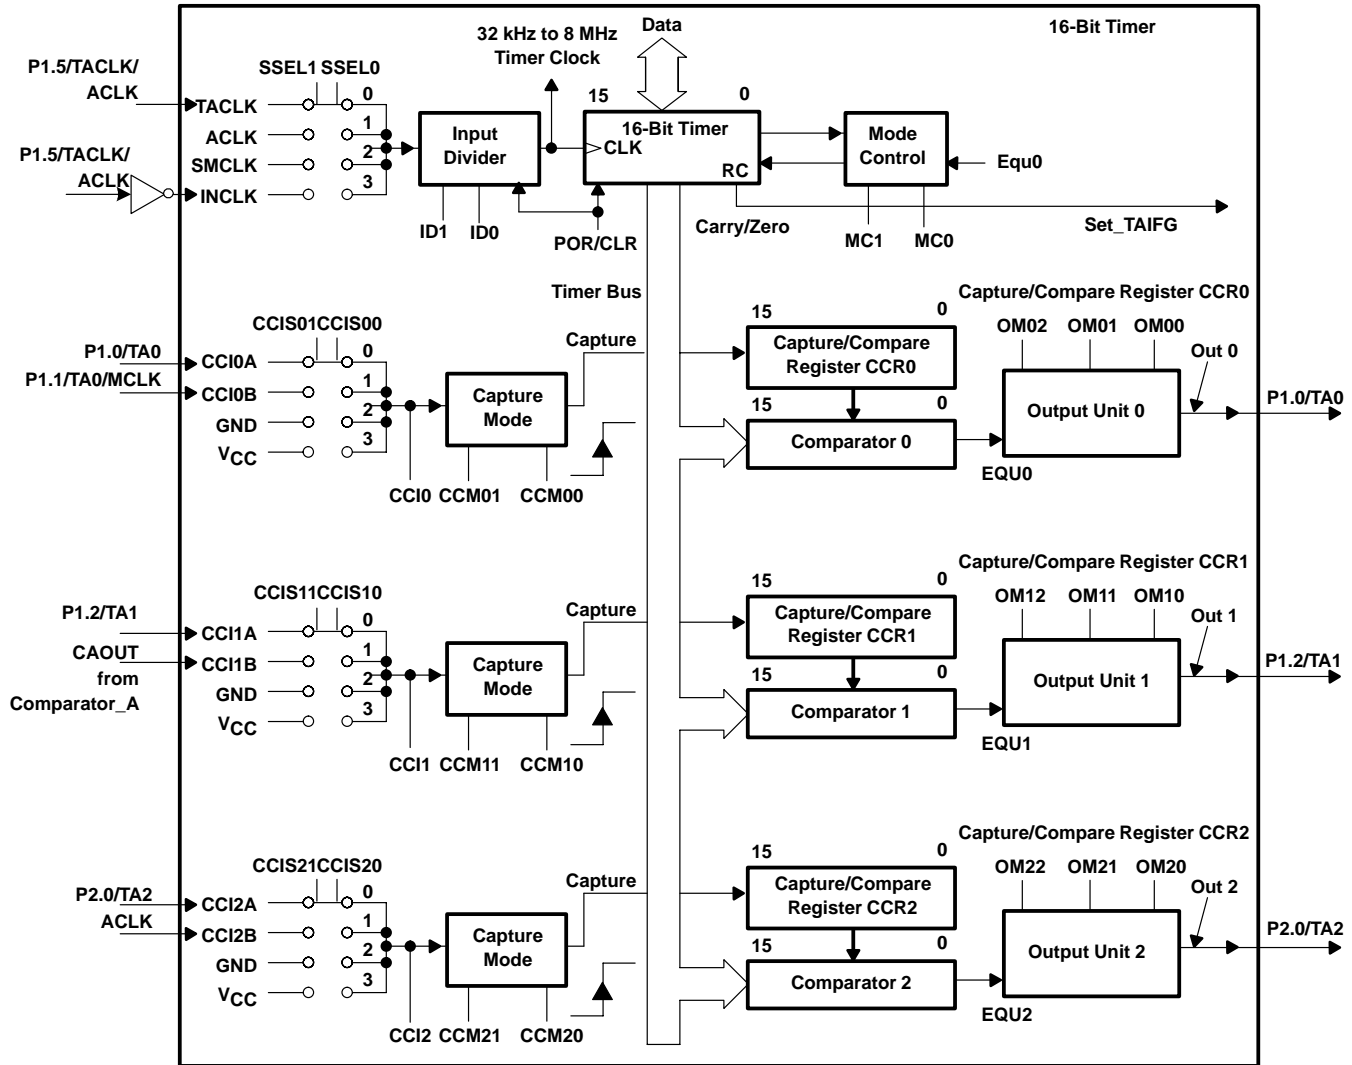 16-Bit Timer
32 kHz to 8 MHz
Timer Clock
Data
15
0
P1.5/TACLK/
ACLK
SSEL1 SSEL0
TACLK
0
ACLK
1
SMCLK
2
INCLK
3
P1.5/TACLK/
ACLK
Input
Divider
ID1
ID0
16-Bit Timer
CLK
RC
POR/CLR
Mode
Control
Equ0
MC1
MC0
Carry/Zero
Set_TAIFG
Timer Bus
P1.0/TA0
P1.1/TA0/MCLK
CCIS01 CCIS00
CCI0A
0
CCI0B
1
GND
2
VCC
3
CCI0
Capture
Mode
CCM01
CCM00
Capture
15
0
Capture/Compare
Register CCR0
15
0
Comparator 0
EQU0
Capture/Compare Register CCR0
OM02
OM01
OM00
Output Unit 0
Out 0
P1.0/TA0
P1.2/TA1
CAOUT
from
Comparator_A
CCIS11 CCIS10
CCI1A
0
CCI1B
1
GND
2
VCC
3
CCI1
Capture
Mode
CCM11
CCM10
Capture
15
0
Capture/Compare
Register CCR1
15
0
Comparator 1
EQU1
Capture/Compare Register CCR1
OM12
OM11
OM10
Output Unit 1
Out 1
P1.2/TA1
P2.0/TA2
ACLK
CCIS21 CCIS20
CCI2A
0
CCI2B
1
GND
2
VCC
3
CCI2
Capture
Mode
CCM21
CCM20
Capture
15
0
Capture/Compare
Register CCR2
15
0
Comparator 2
EQU2
Capture/Compare Register CCR2
OM22
OM21
OM20
Output Unit 2
Out 2
P2.0/TA2